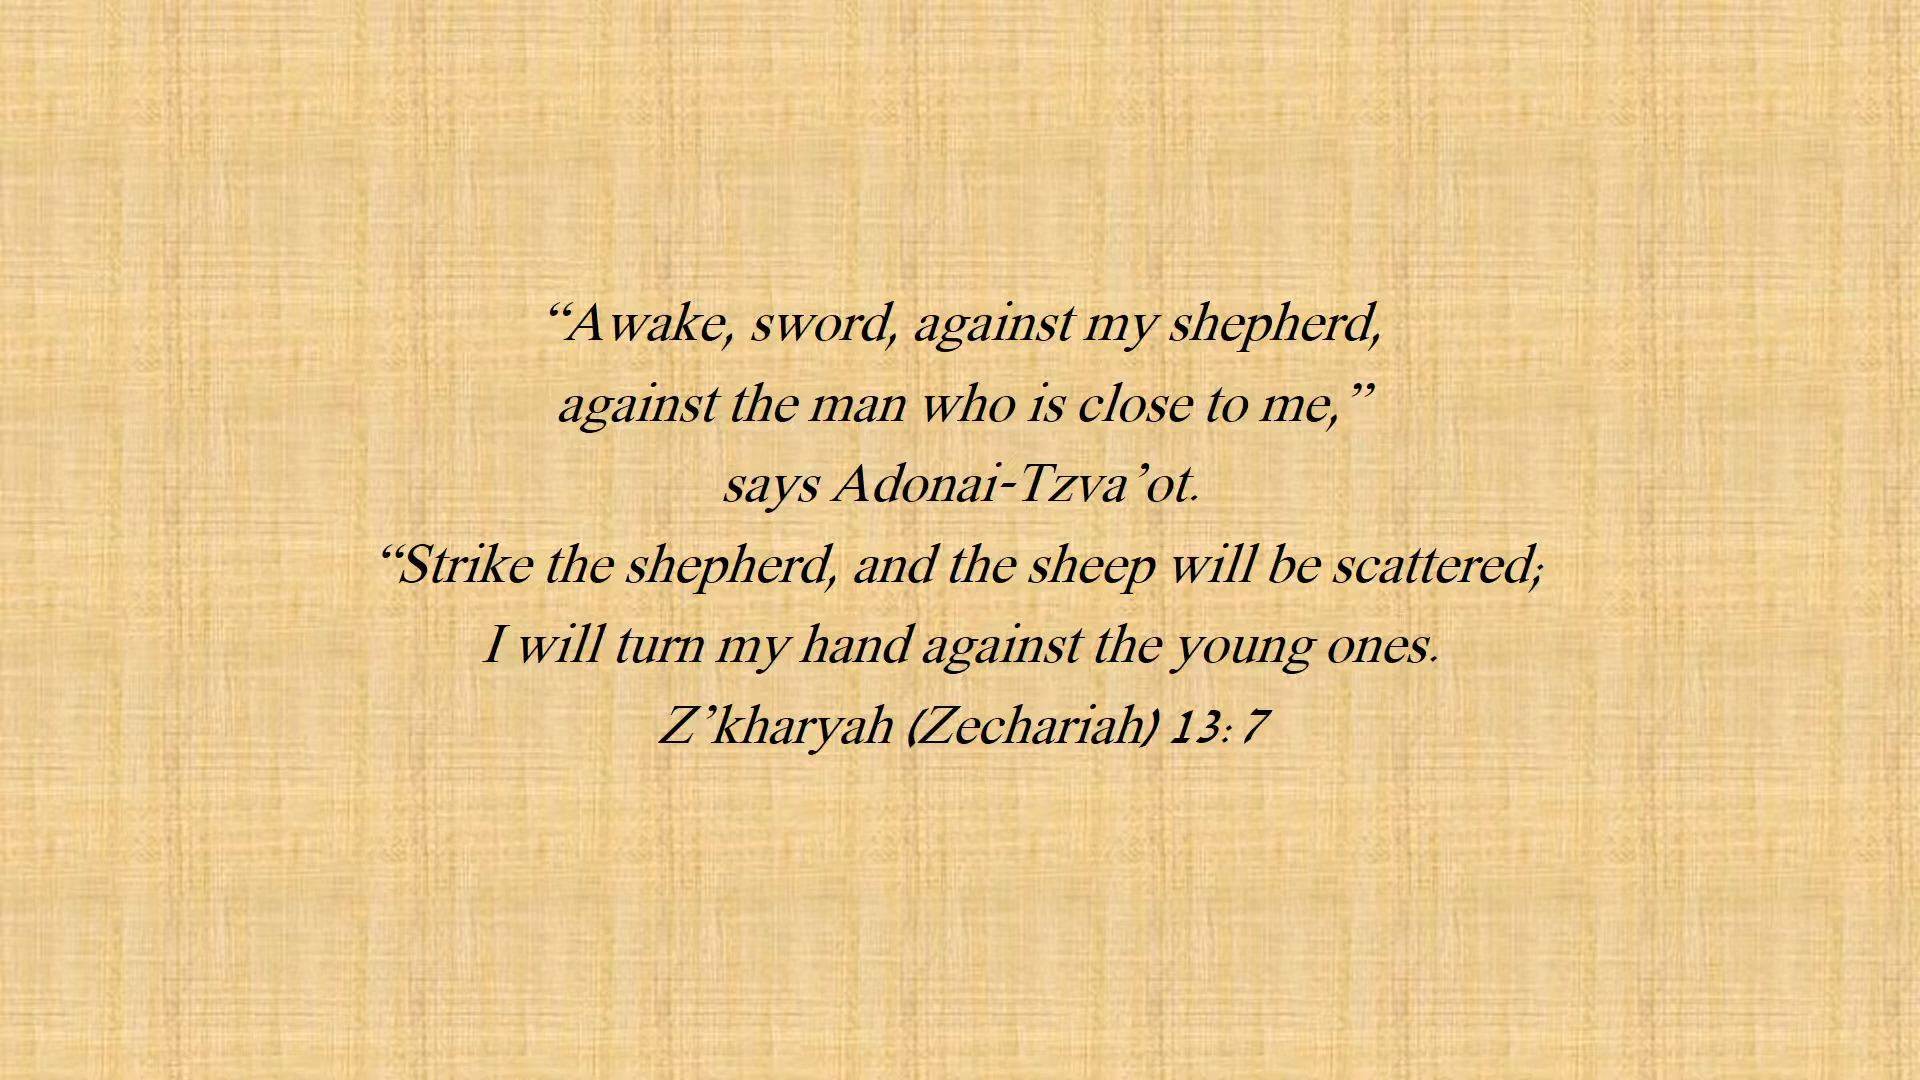 “Awake, sword, against my shepherd,
against the man who is close to me,”
says Adonai-Tzva’ot.
“Strike the shepherd, and the sheep will be scattered;
I will turn my hand against the young ones.
Z’kharyah (Zechariah) 13:7